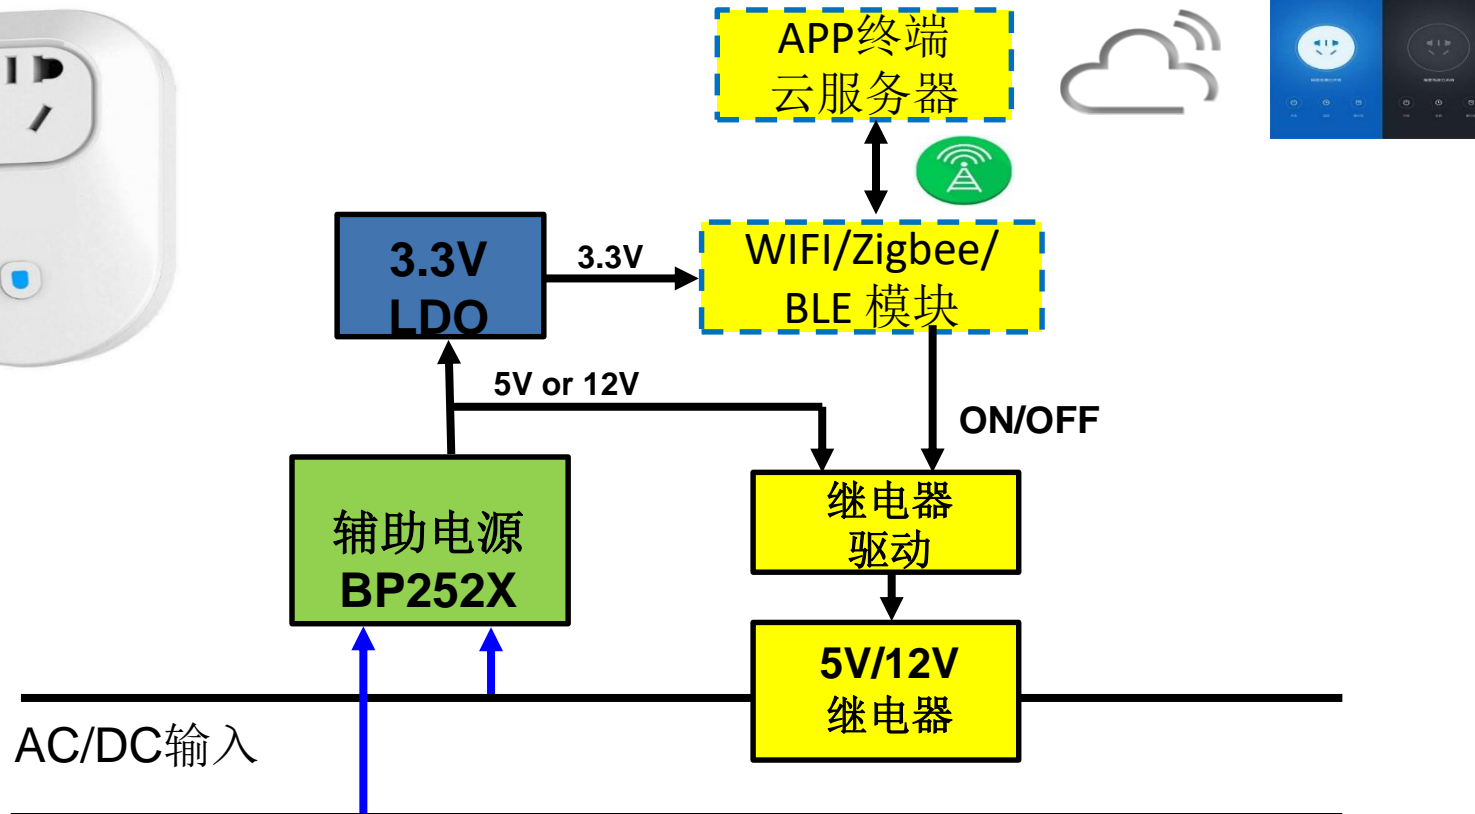 APP终端
云服务器
WIFI/Zigbee/
BLE 模块
3.3V
LDO
3.3V
5V or 12V
ON/OFF
辅助电源
BP252X
继电器
驱动
5V/12V
继电器
AC/DC输入